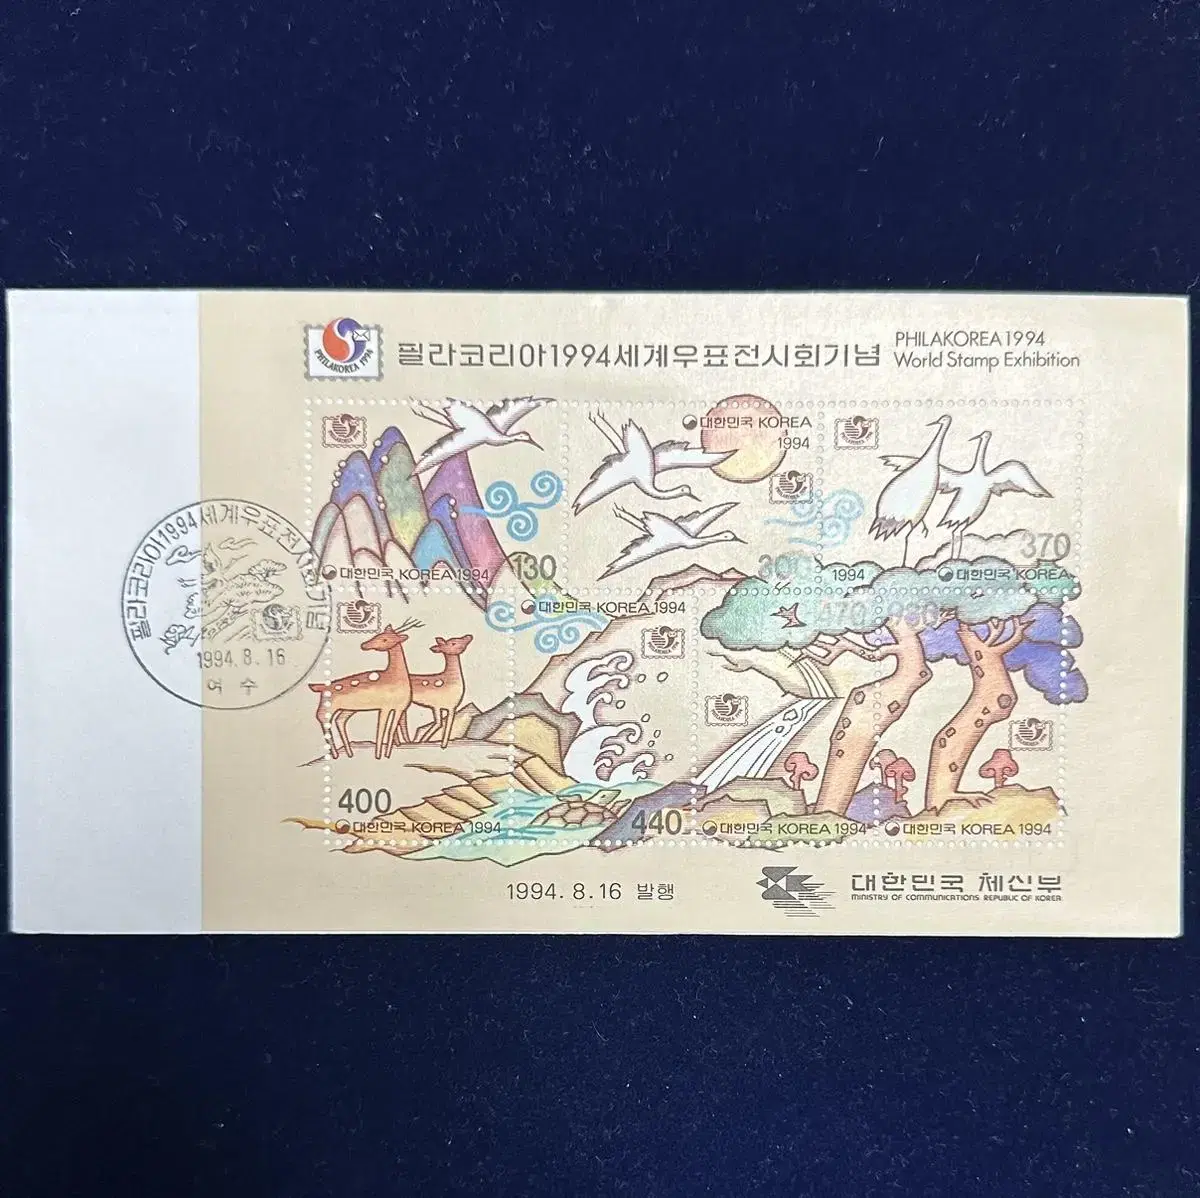 필라코리아1994세계우표전시회기념
PHILAKOREA1994
World Stamp Exhibition
PHILAKOREA 1994
대한민국 KOREA
1994
370
대한민국 KOREA 1994
130
300
1994
대한민국 KOREA
대한민국 KOREA 1994
470
필라코리아1994세계우표전시회기념
1994.8.16
여수
400
대한민국 KOREA 1994
440
대한민국 KOREA 1994
대한민국 KOREA 1994
1994.8.16 발행
대한민국 체신부
MINISTRY OF COMMUNICATIONS REPUBLIC OF KOREA